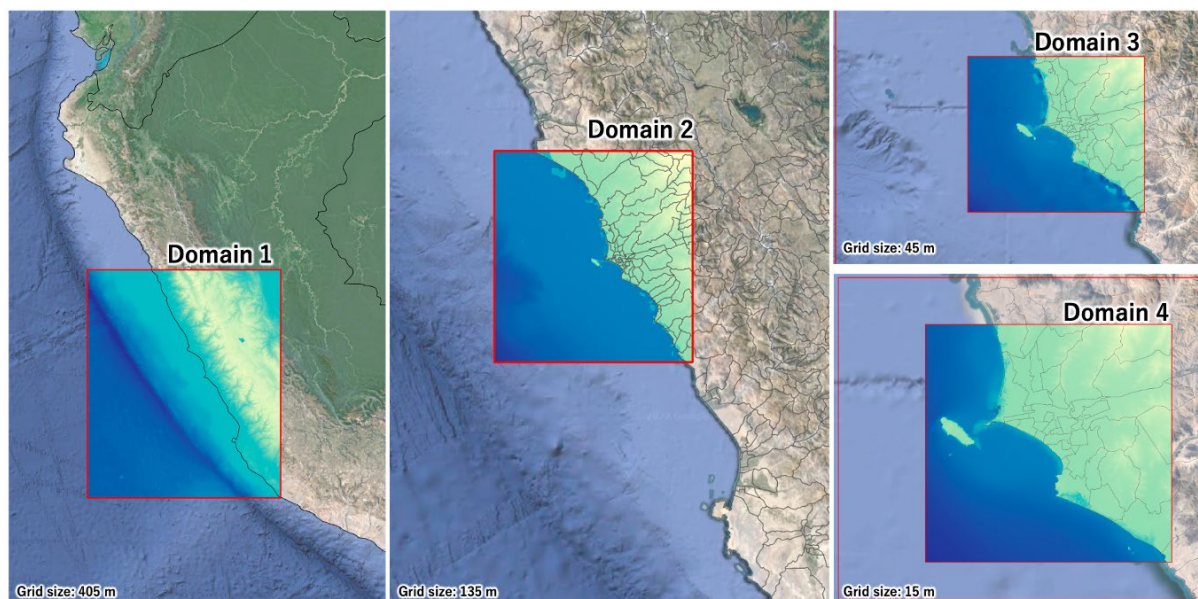 Domain 1
Grid size: 405 m
Domain 2
Grid size: 135 m
Domain 3
Grid size: 45 m
Domain 4
Grid size: 15 m